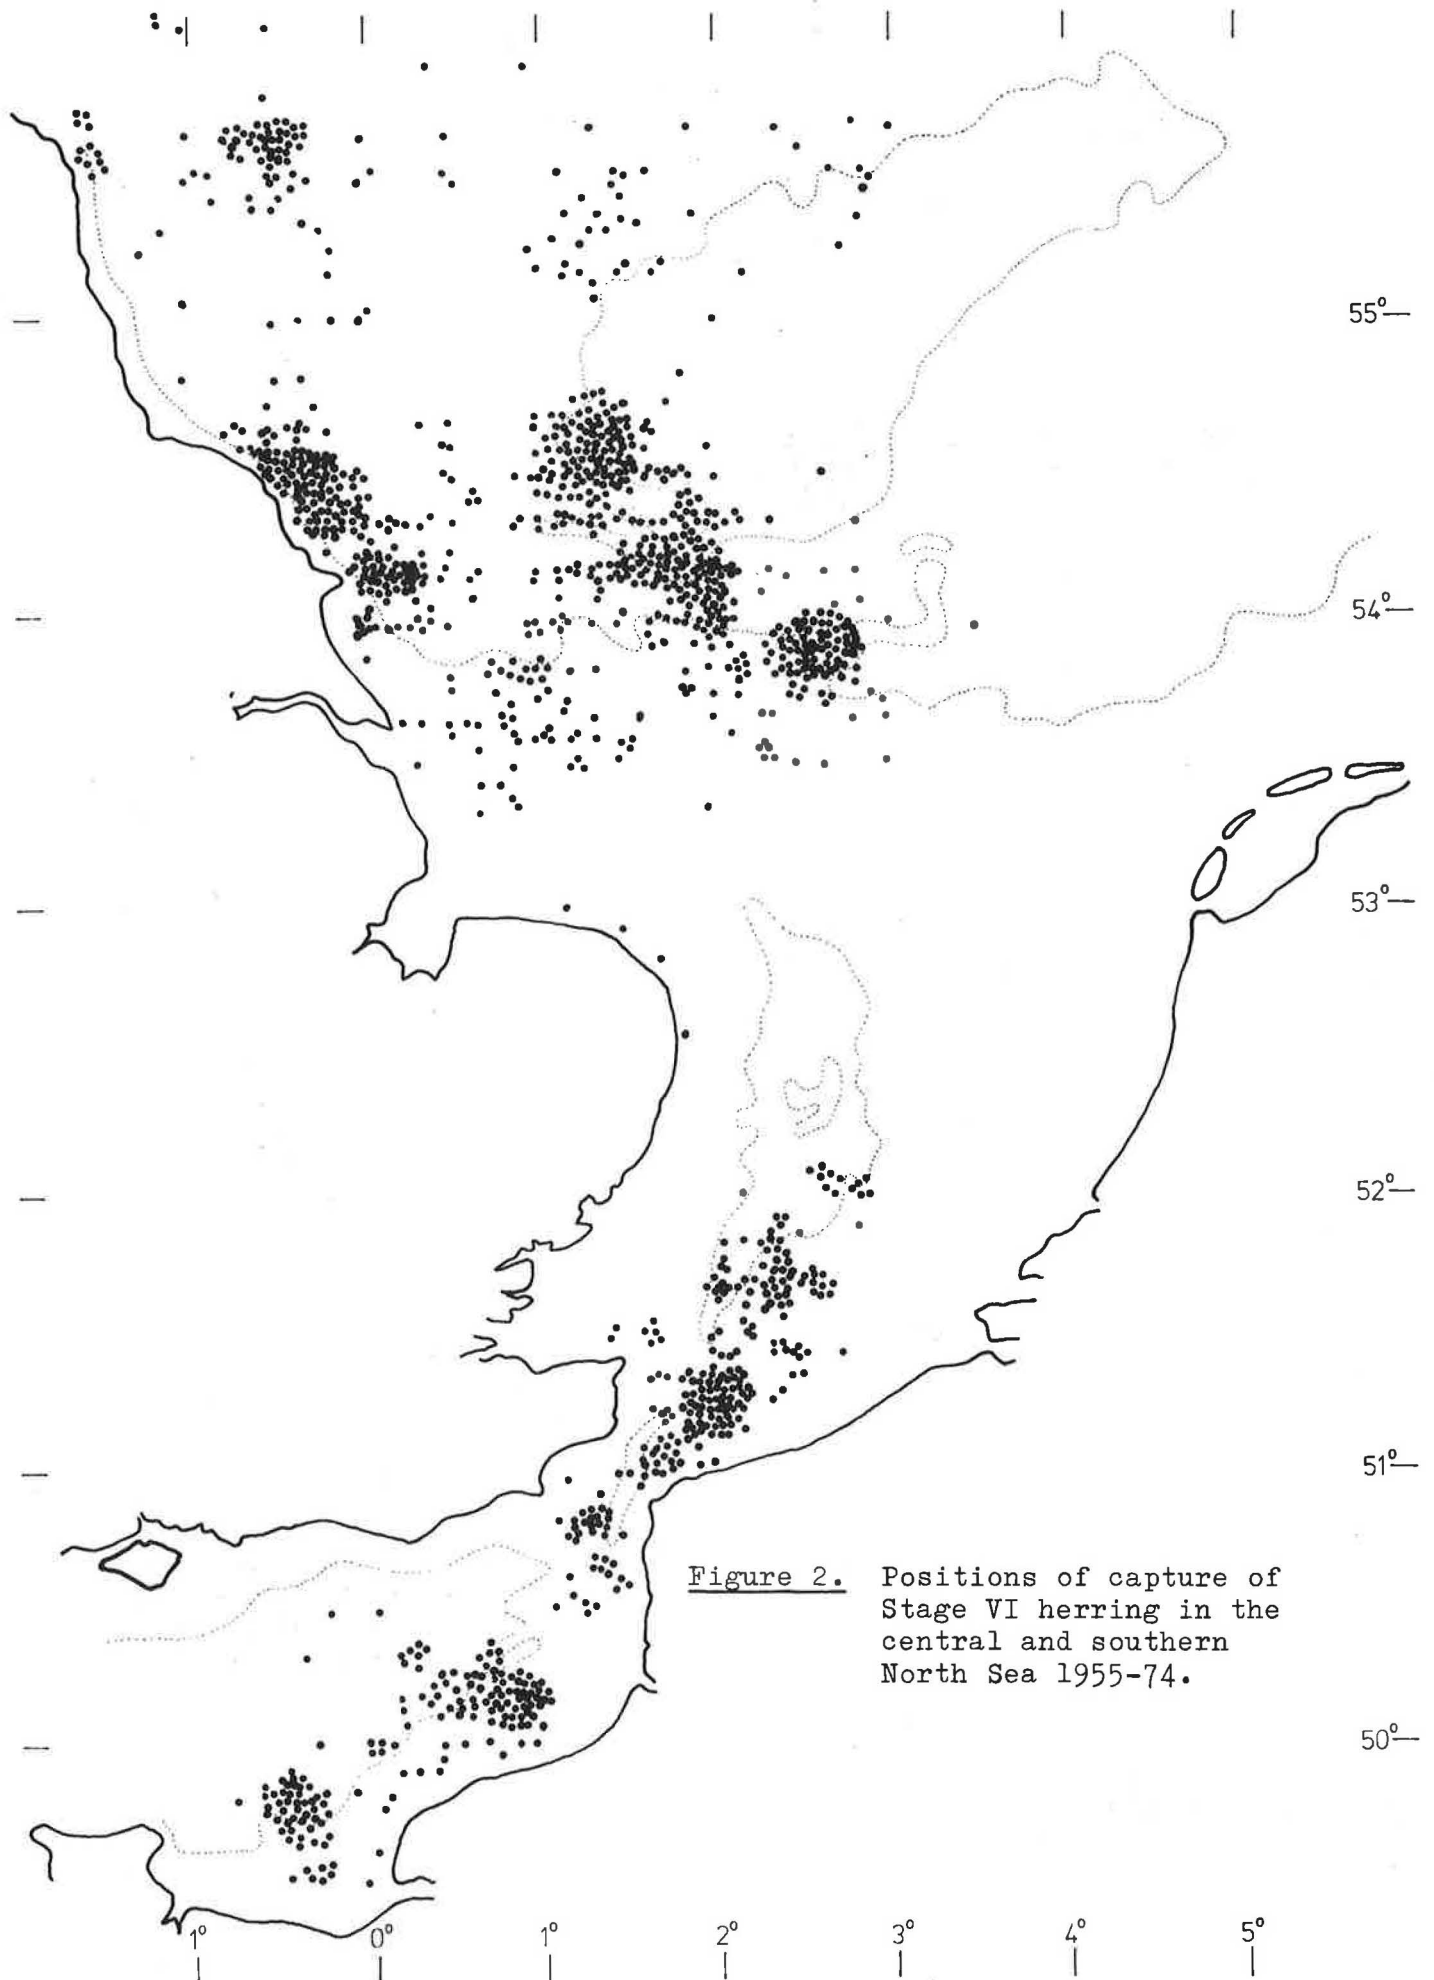 55°
54°
53°
52°
51°
Figure 2. Positions of capture of
Stage VI herring in the
central and southern
North Sea 1955-74.
50°
1° 0° 1° 2° 3° 4° 5°